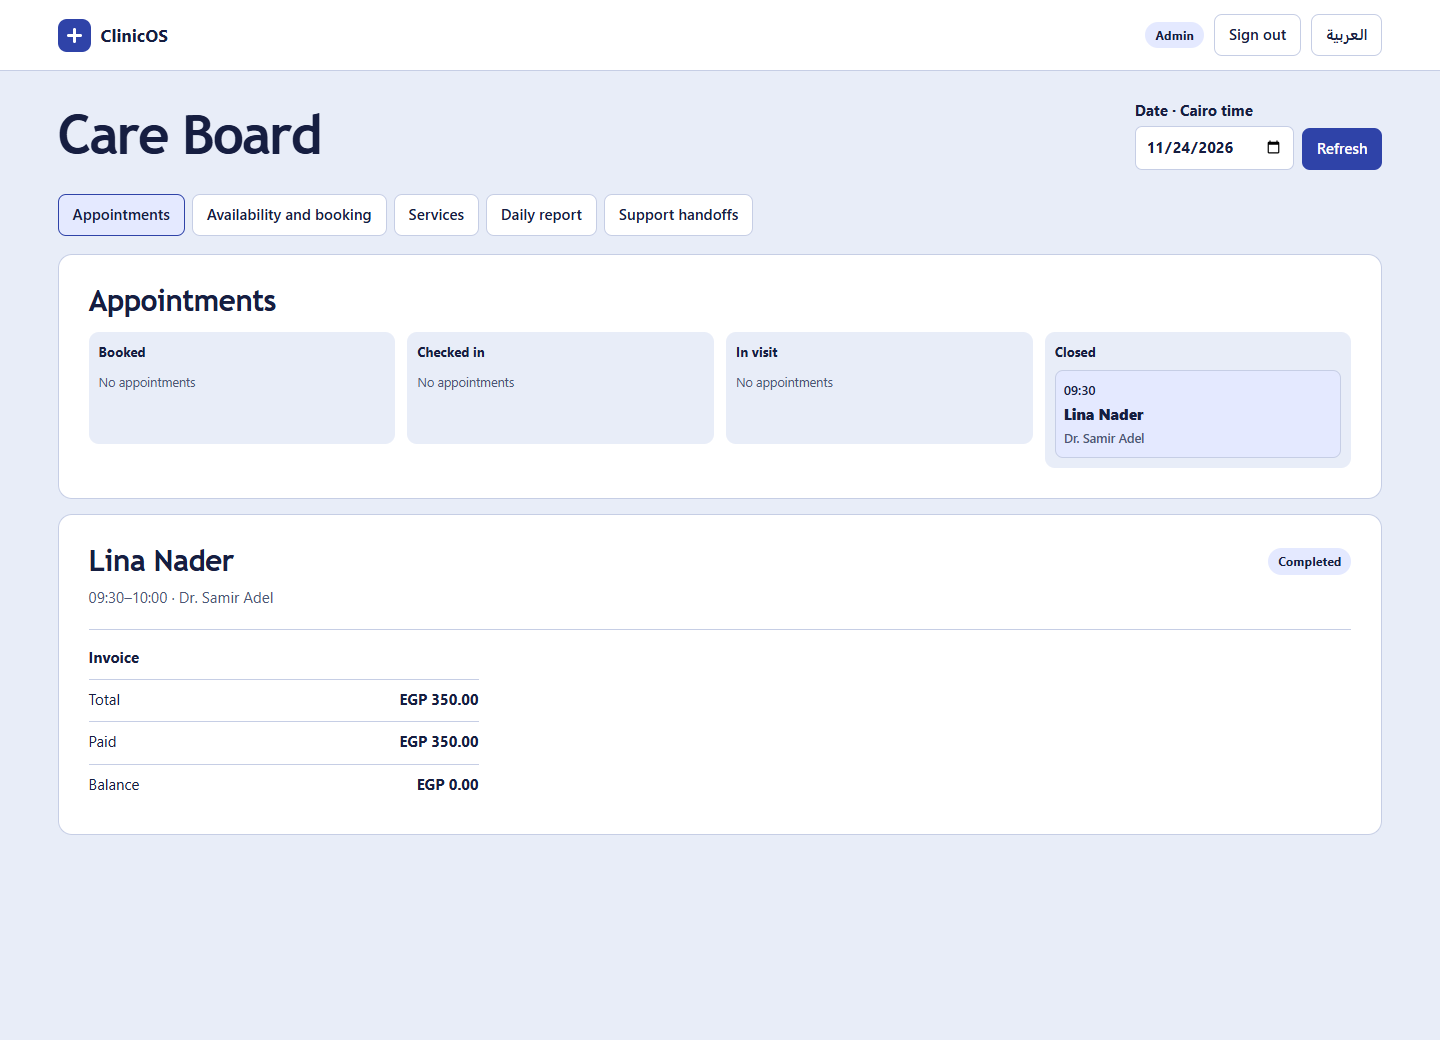 ClinicOS
Admin
Sign out
العربية
Care Board
Date · Cairo time
11/24/2026
Refresh
Appointments
Availability and booking
Services
Daily report
Support handoffs
Appointments
Booked
No appointments
Checked in
No appointments
In visit
No appointments
Closed
09:30
Lina Nader
Dr. Samir Adel
Lina Nader
Completed
09:30–10:00 · Dr. Samir Adel
Invoice
Total EGP 350.00
Paid EGP 350.00
Balance EGP 0.00